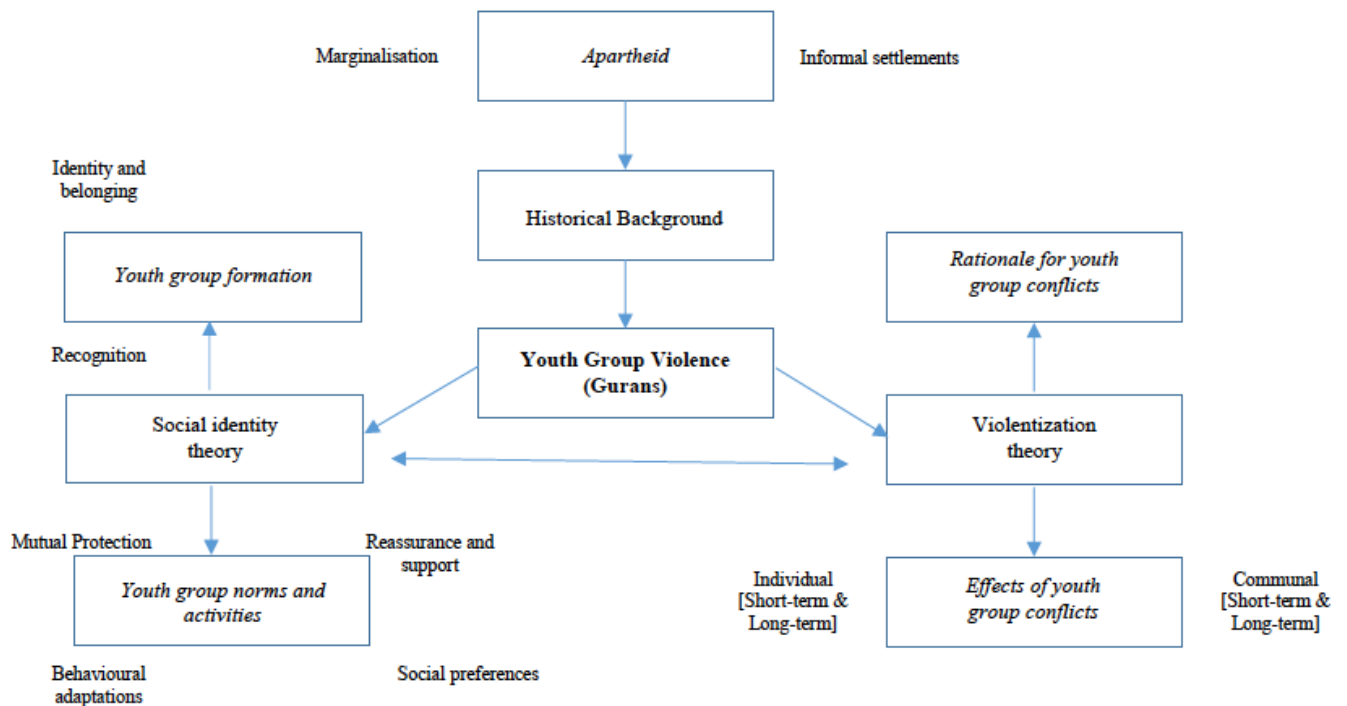 Marginalisation
Apartheid
Informal settlements
Identity and
belonging
Historical Background
Youth group formation
Rationale for youth
group conflicts
Recognition
Youth Group Violence
(Gurans)
Social identity
theory
Violentization
theory
Mutual Protection
Reassurance and
support
Youth group norms and
activities
Individual
[Short-term &
Long-term]
Effects of youth
group conflicts
Communal
[Short-term &
Long-term]
Behavioural
adaptations
Social preferences